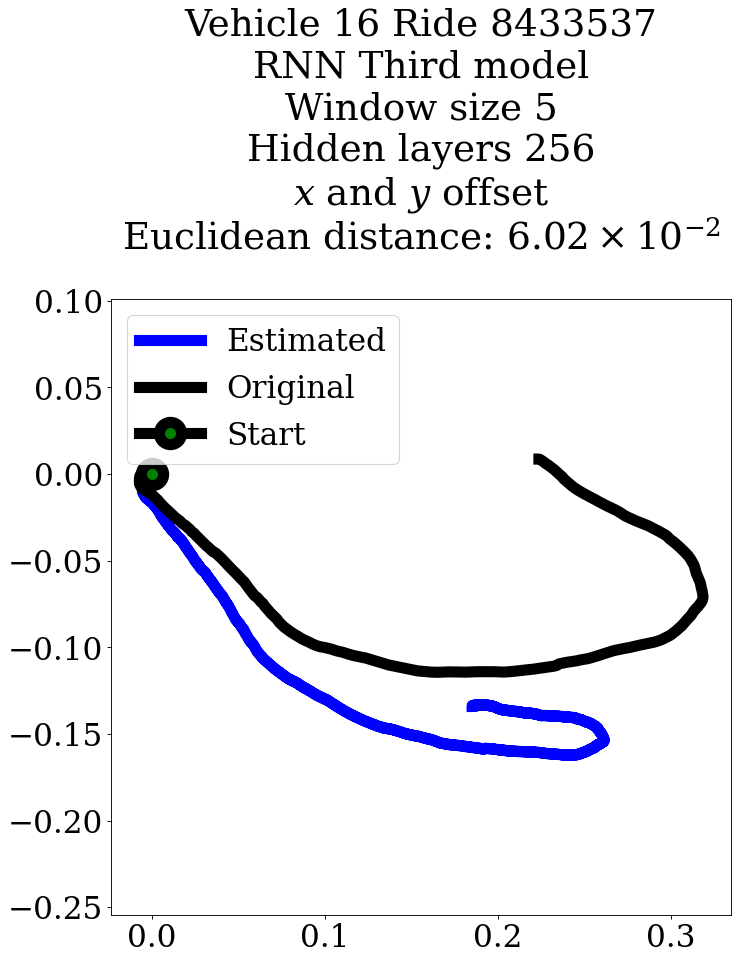 Vehicle 16 Ride 8433537
RNN Third model
Window size 5
Hidden layers 256
x and y offset
Euclidean distance: 6.02 × 10⁻²
0.10
0.05
0.00
−0.05
−0.10
−0.15
−0.20
−0.25
Estimated
Original
Start
0.0 0.1 0.2 0.3